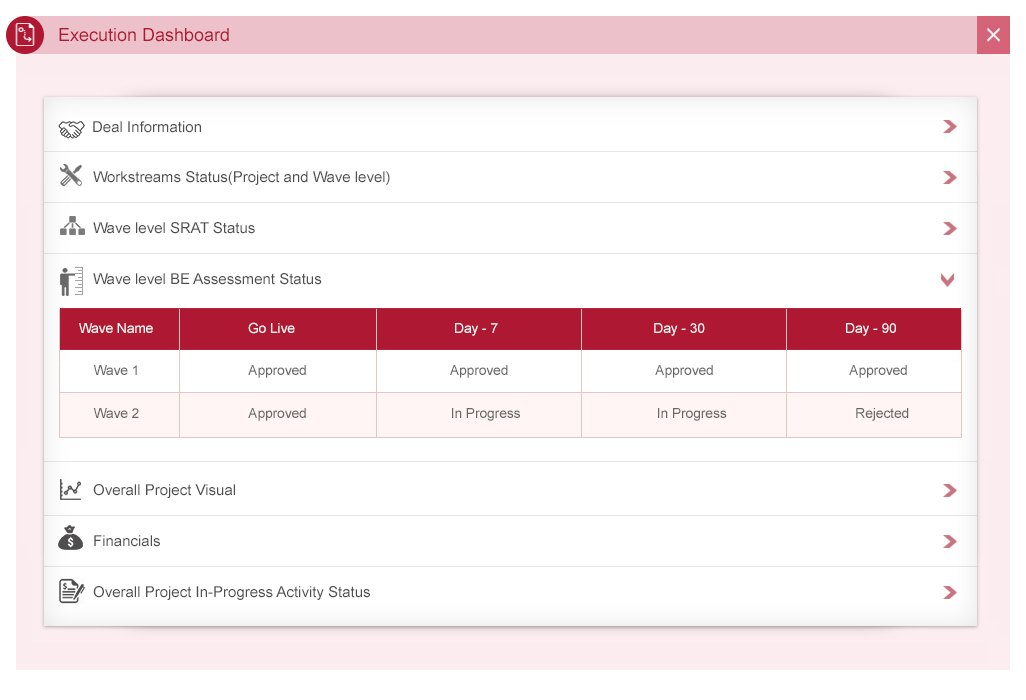 Execution Dashboard
Deal Information
Workstreams Status(Project and Wave level)
Wave level SRAT Status
Wave level BE Assessment Status
Wave Name Go Live Day - 7 Day - 30 Day - 90
Wave 1 Approved Approved Approved Approved
Wave 2 Approved In Progress In Progress Rejected
Overall Project Visual
$ Financials
$ Overall Project In-Progress Activity Status